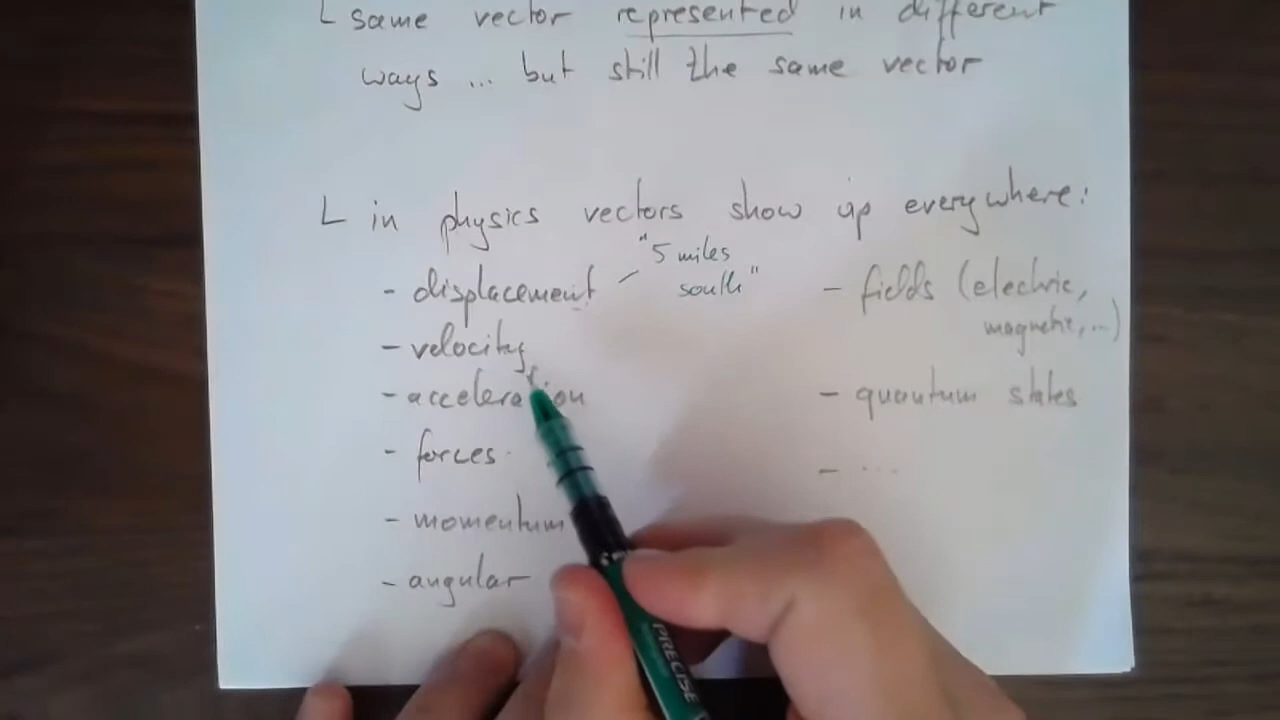 └ same vector represented in different
ways ... but still the same vector
└ in physics vectors show up everywhere:
- displacement – "5 miles
south"
- velocity
- acceleration
- forces
- momentum
- angular
- fields (electric,
magnetic, ...)
- quantum states
- ...
PRECISE